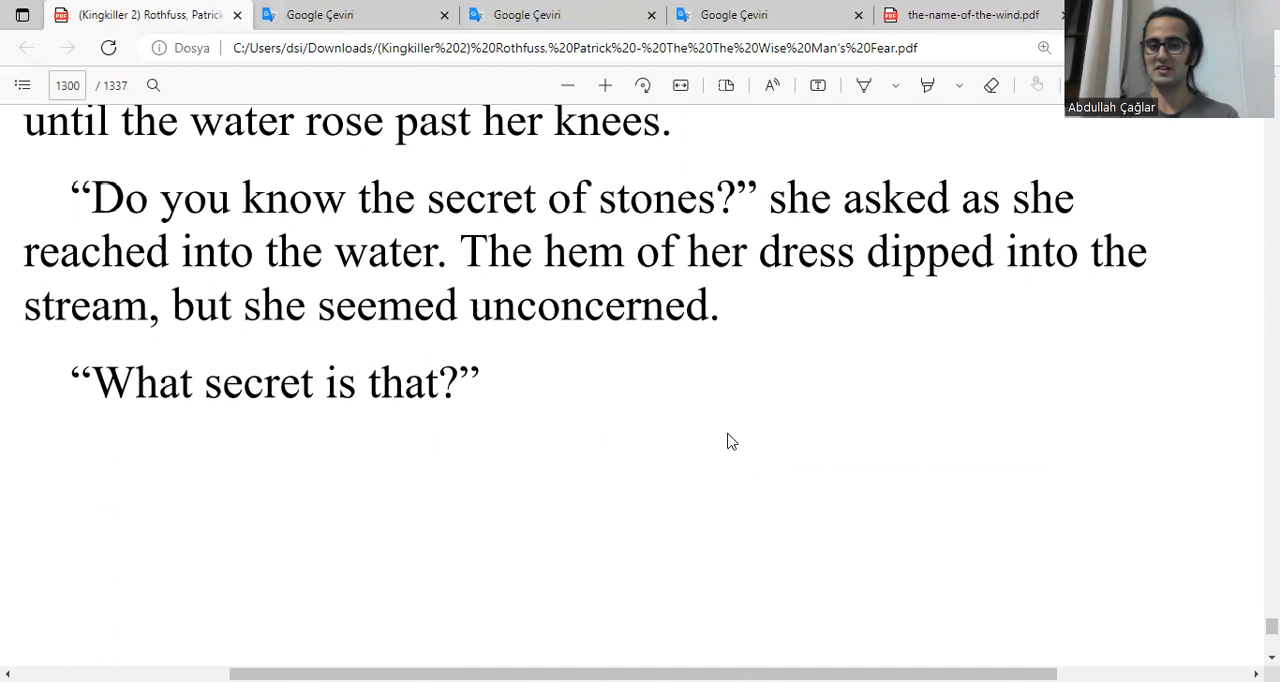 (Kingkiller 2) Rothfuss, Patrick
Google Çeviri
Google Çeviri
Google Çeviri
the-name-of-the-wind.pdf
Dosya
C:/Users/dsi/Downloads/(Kingkiller%202)%20Rothfuss,%20Patrick%20-%20The%20The%20Wise%20Man's%20Fear.pdf
1300 / 1337
Abdullah Çağlar
until the water rose past her knees.
“Do you know the secret of stones?” she asked as she
reached into the water. The hem of her dress dipped into the
stream, but she seemed unconcerned.
“What secret is that?”